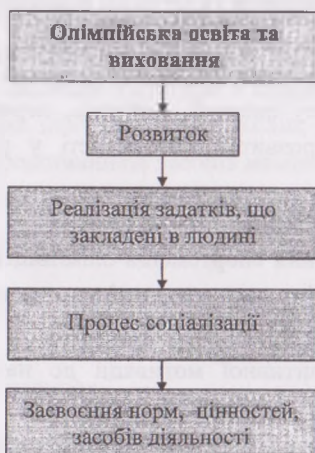 Олімпійська освіта та
виховання
Розвиток
Реалізація задатків, що
закладені в людині
Процес соціалізації
Засвоєння норм, цінностей,
засобів діяльності